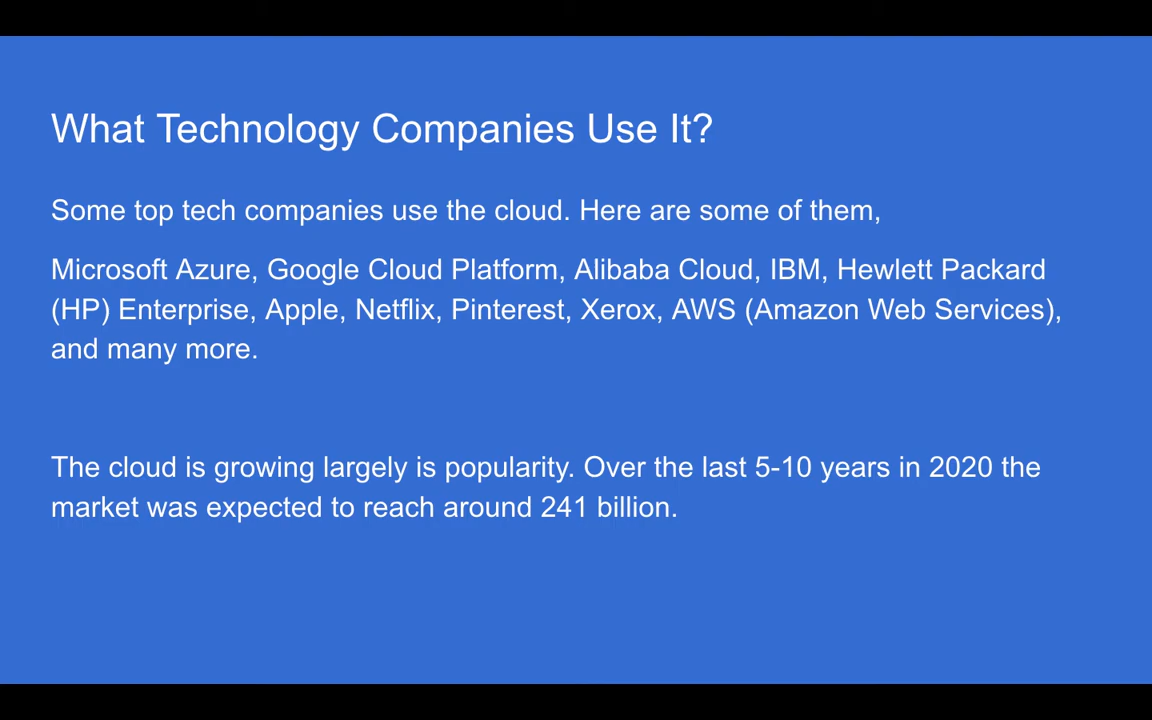 What Technology Companies Use It?
Some top tech companies use the cloud. Here are some of them,
Microsoft Azure, Google Cloud Platform, Alibaba Cloud, IBM, Hewlett Packard
(HP) Enterprise, Apple, Netflix, Pinterest, Xerox, AWS (Amazon Web Services),
and many more.
The cloud is growing largely is popularity. Over the last 5-10 years in 2020 the
market was expected to reach around 241 billion.